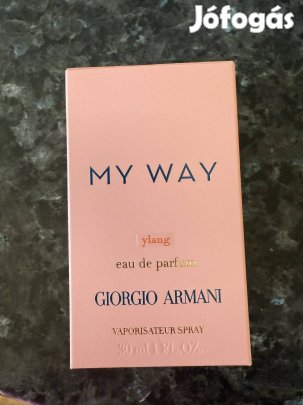 Jófogás
MY WAY
ylang
eau de parfum
GIORGIO ARMANI
VAPORISATEUR SPRAY
30 ml 1 FL.OZ.